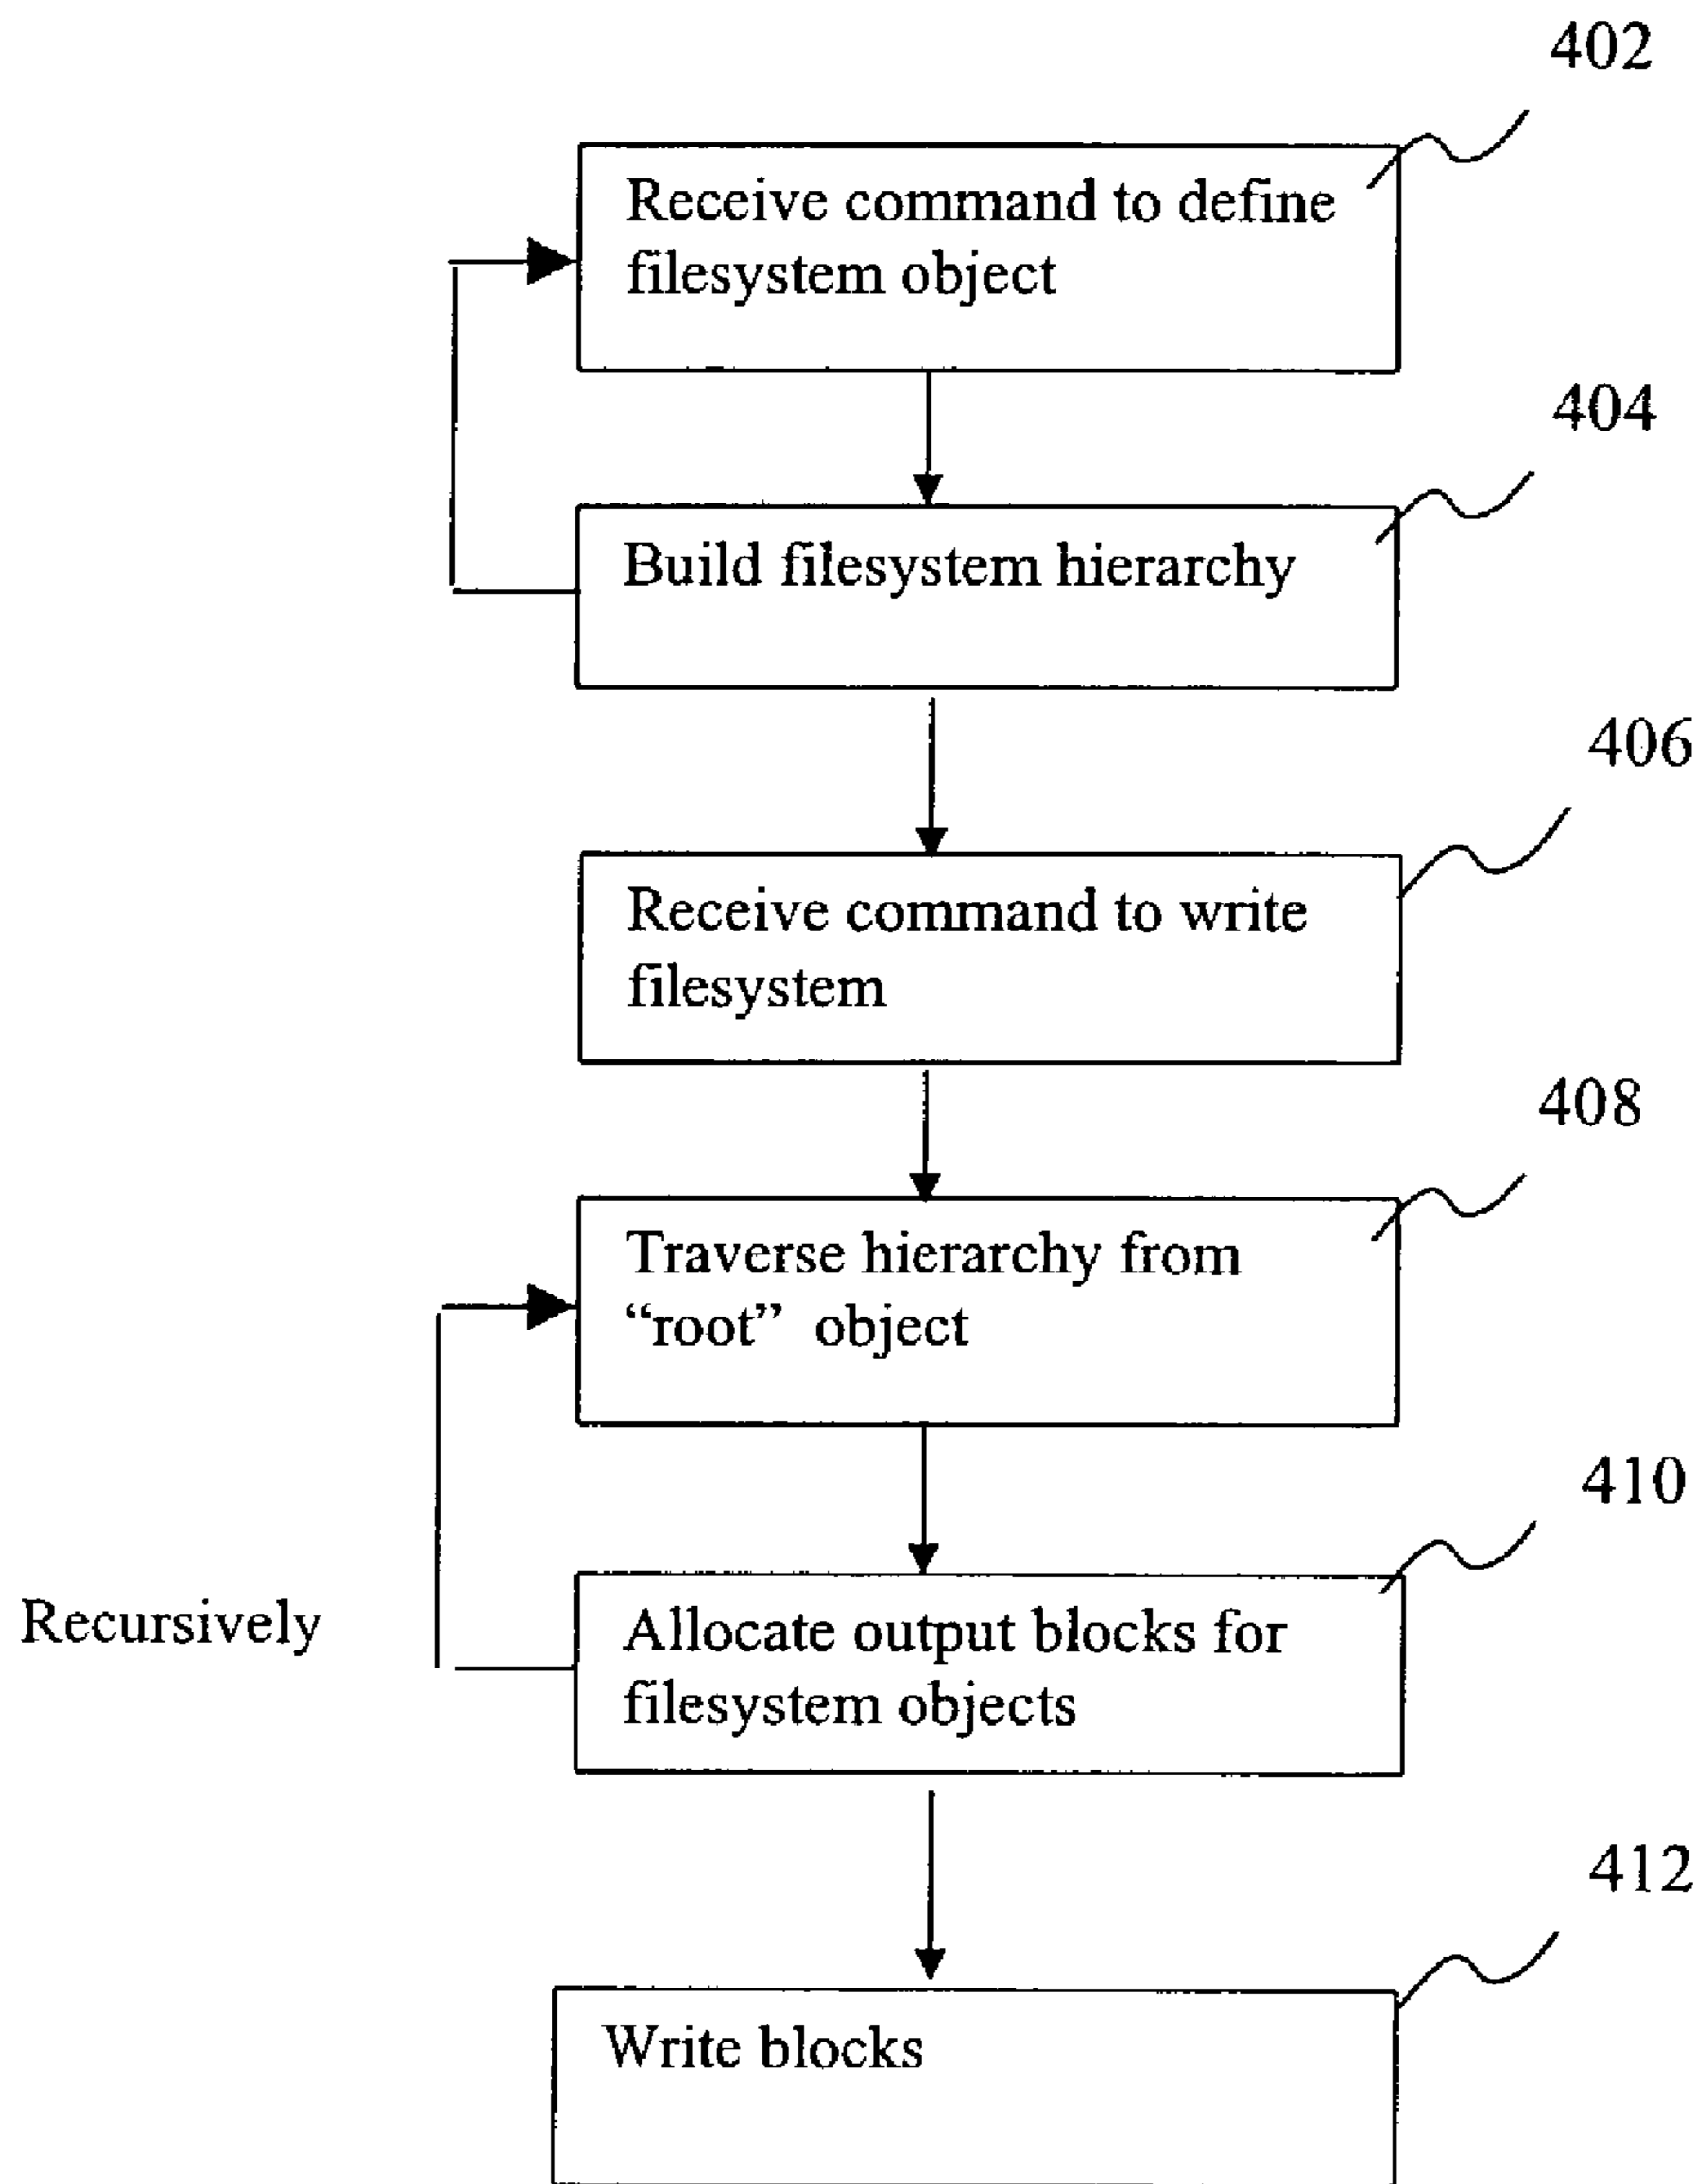 402
Receive command to define
filesystem object
404
Build filesystem hierarchy
406
Receive command to write
filesystem
408
Traverse hierarchy from
“root” object
410
Recursively
Allocate output blocks for
filesystem objects
412
Write blocks